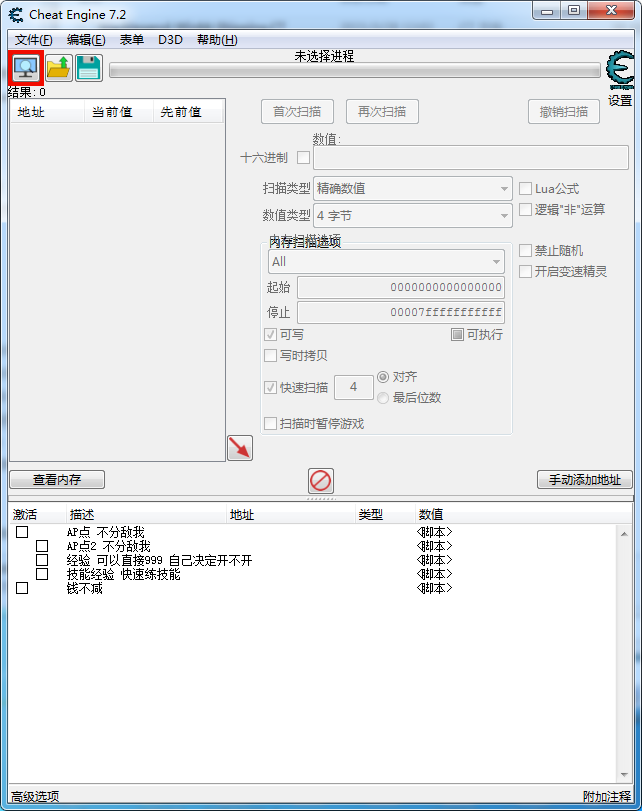 Cheat Engine 7.2
文件(F) 编辑(E) 表单 D3D 帮助(H)
未选择进程
结果: 0
设置
地址 当前值 先前值
首次扫描 再次扫描 撤销扫描
数值:
十六进制
扫描类型 精确数值 Lua公式
数值类型 4 字节 逻辑"非"运算
内存扫描选项
All
禁止随机
开启变速精灵
起始 0000000000000000
停止 00007fffffffffff
可写 可执行
写时拷贝
快速扫描 4 对齐
最后位数
扫描时暂停游戏
查看内存 手动添加地址
激活 描述 地址 类型 数值
AP点 不分敌我 <脚本>
AP点2 不分敌我 <脚本>
经验 可以直接999 自己决定开不开 <脚本>
技能经验 快速练技能 <脚本>
钱不减 <脚本>
高级选项 附加注释